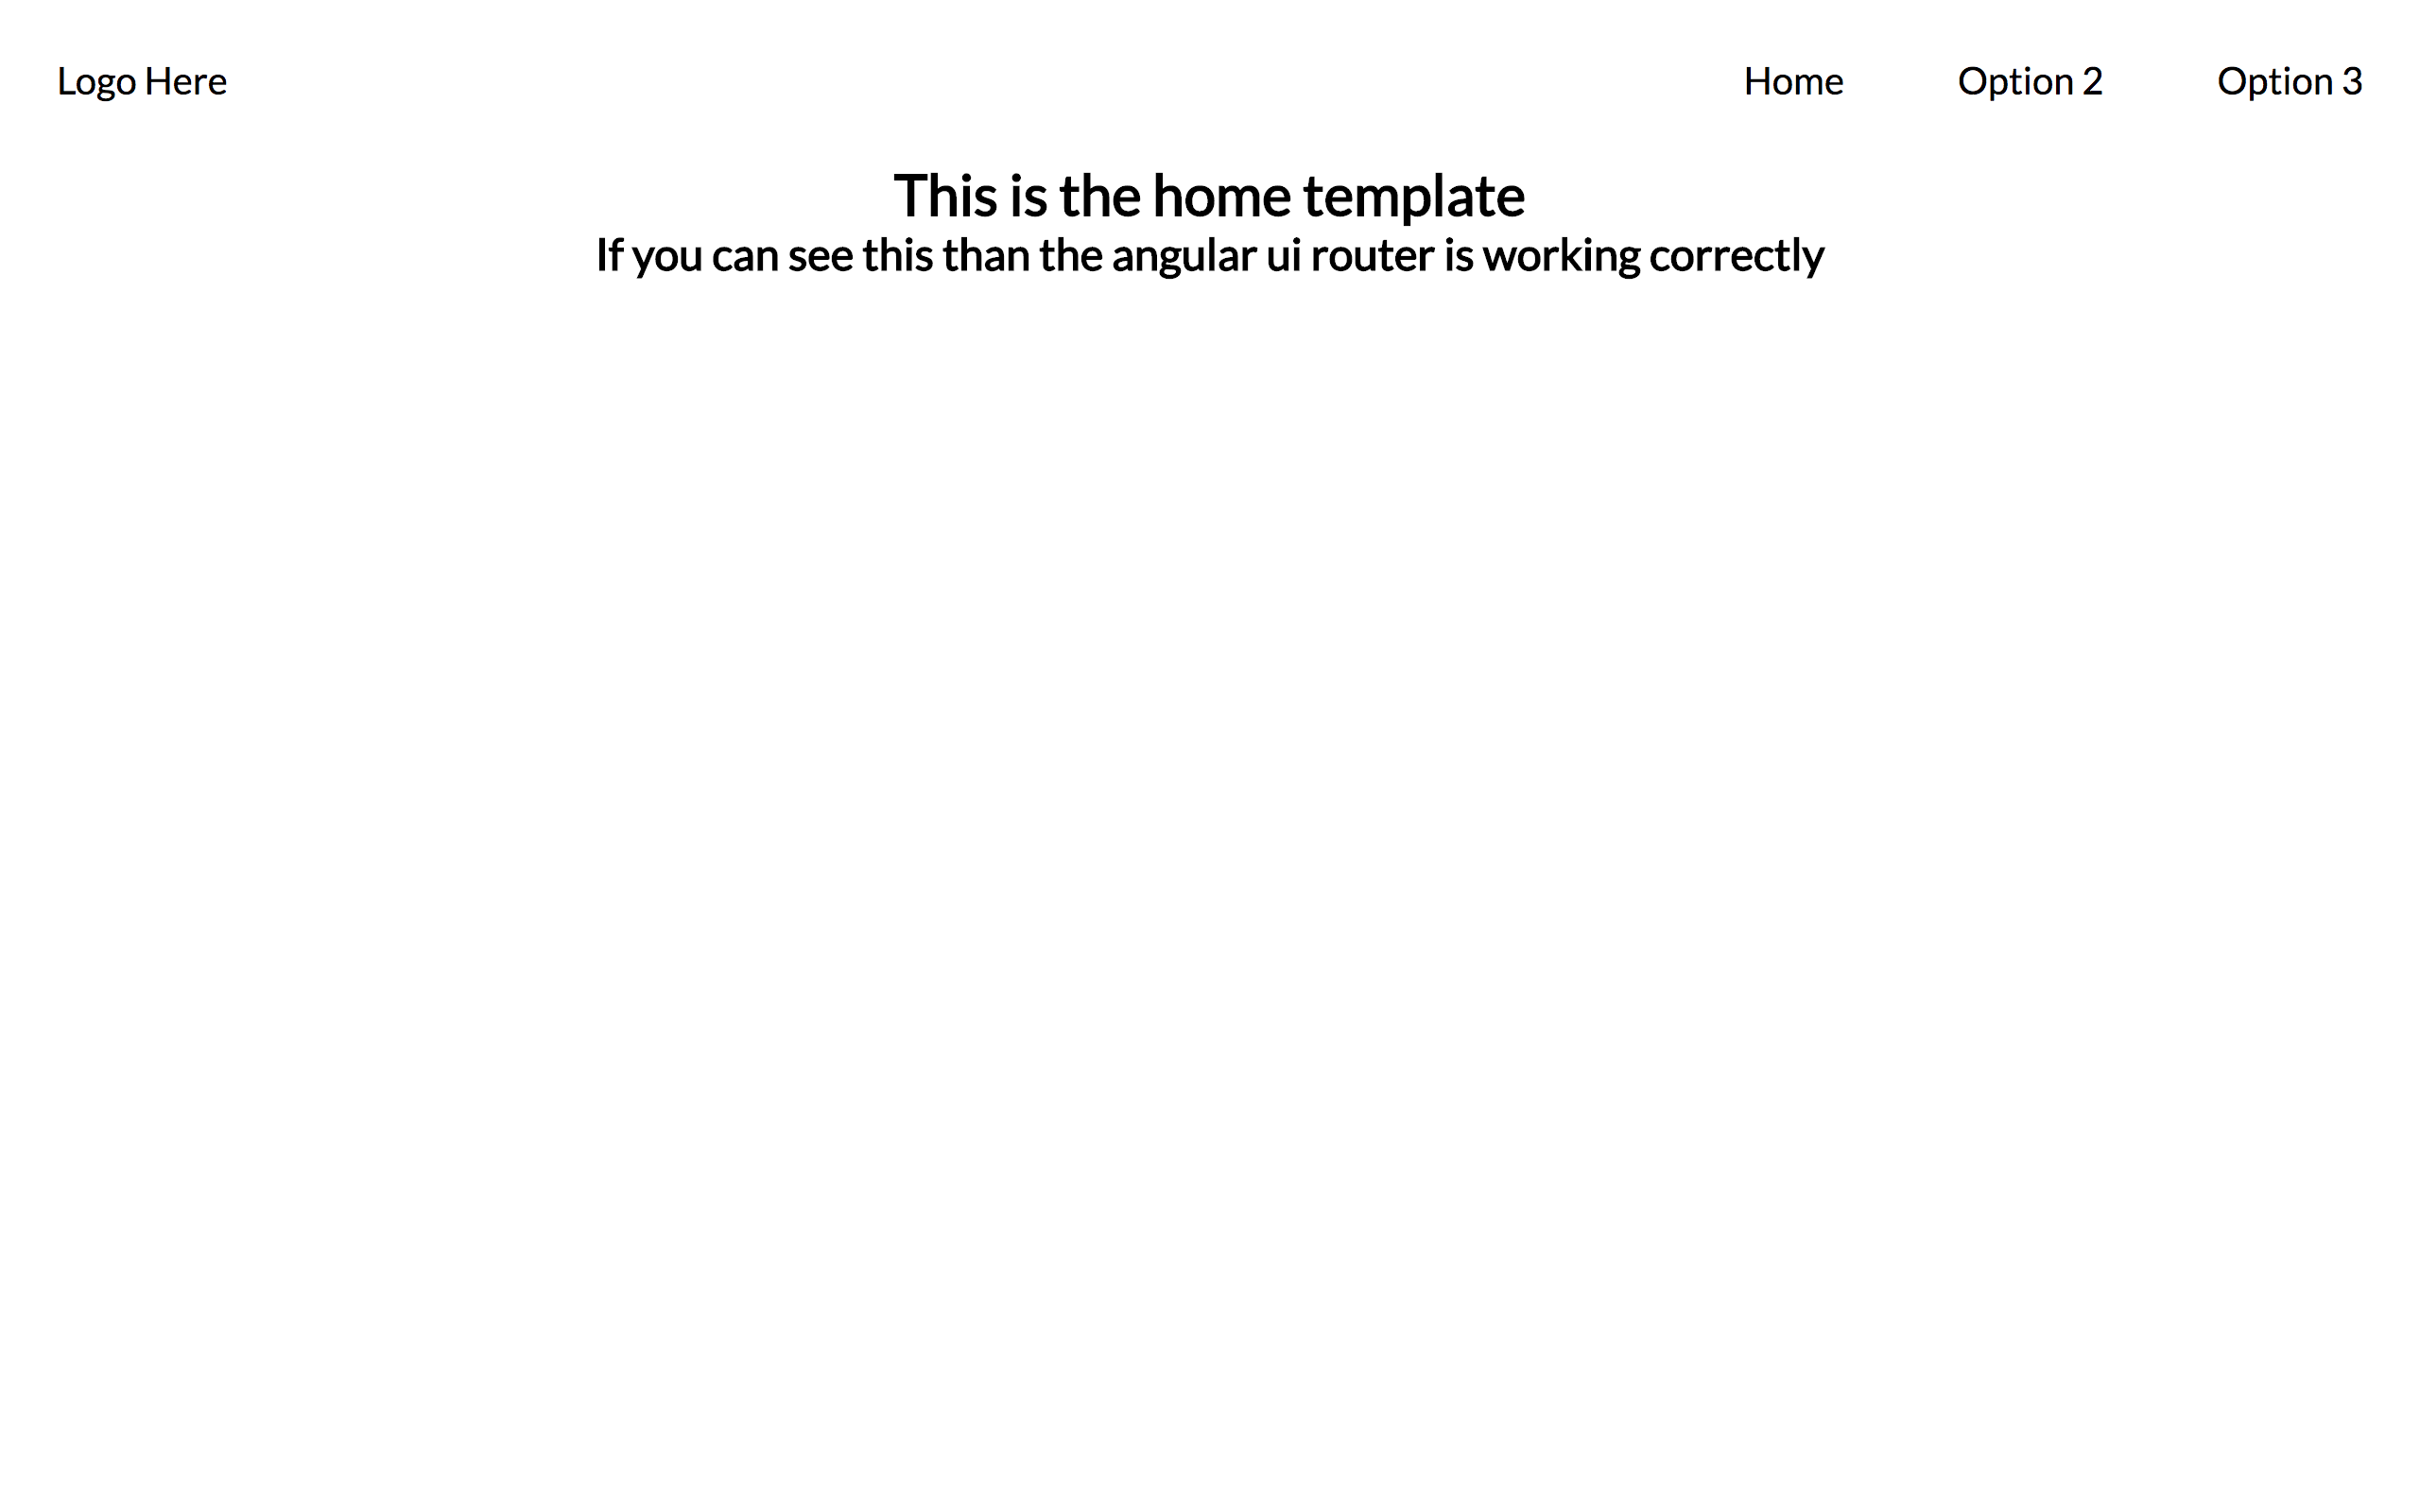 Logo Here Home Option 2 Option 3
This is the home template
If you can see this than the angular ui router is working correctly